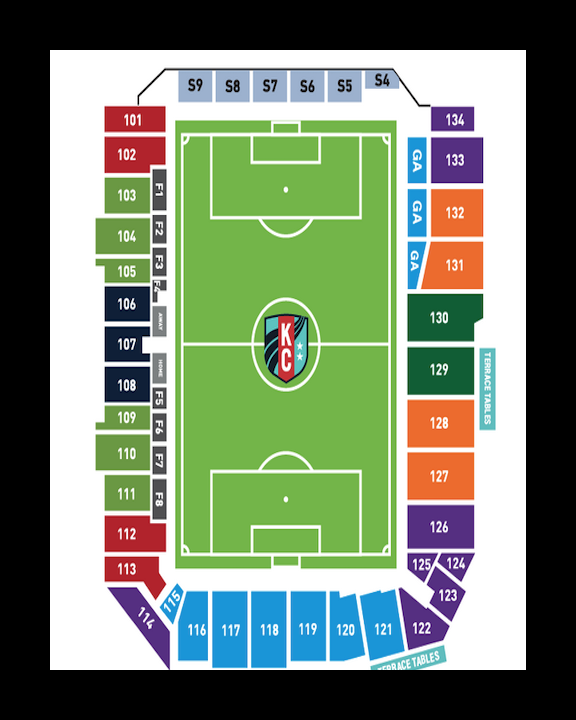 S9 S8 S7 S6 S5 S4
101
134
102
GA 133
103 F1
GA 132
104 F2
F3
GA 131
105
F4
106
AWAY
130
107
KC
HOME
129
TERRACE TABLES
108
F5
109
F6
128
110
F7
127
111 F8
112
126
113
125 124
123
114
115
116 117 118 119 120 121 122
TERRACE TABLES